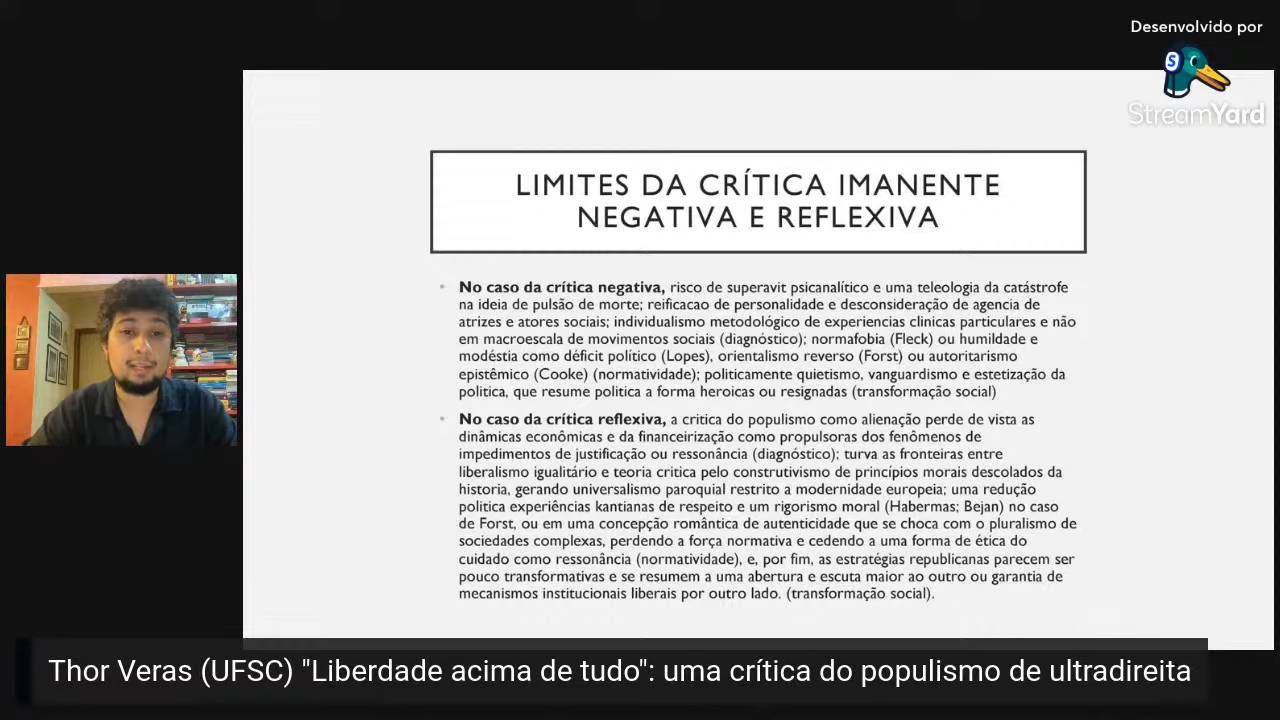 Desenvolvido por
S
StreamYard
LIMITES DA CRÍTICA IMANENTE
NEGATIVA E REFLEXIVA
• No caso da crítica negativa, risco de superavit psicanalítico e uma teleologia da catástrofe
na ideia de pulsão de morte; reificacao de personalidade e desconsideração de agencia de
atrizes e atores sociais; individualismo metodológico de experiencias clinicas particulares e não
em macroescala de movimentos sociais (diagnóstico); normafobia (Fleck) ou humildade e
modéstia como déficit político (Lopes), orientalismo reverso (Forst) ou autoritarismo
epistêmico (Cooke) (normatividade); politicamente quietismo, vanguardismo e estetização da
politica, que resume politica a forma heroicas ou resignadas (transformação social)
• No caso da crítica reflexiva, a critica do populismo como alienação perde de vista as
dinâmicas econômicas e da financeirização como propulsoras dos fenômenos de
impedimentos de justificação ou ressonância (diagnóstico); turva as fronteiras entre
liberalismo igualitário e teoria critica pelo construtivismo de princípios morais descolados da
historia, gerando universalismo paroquial restrito a modernidade europeia; uma redução
politica experiências kantianas de respeito e um rigorismo moral (Habermas; Bejan) no caso
de Forst, ou em uma concepção romântica de autenticidade que se choca com o pluralismo de
sociedades complexas, perdendo a força normativa e cedendo a uma forma de ética do
cuidado como ressonância (normatividade), e, por fim, as estratégias republicanas parecem ser
pouco transformativas e se resumem a uma abertura e escuta maior ao outro ou garantia de
mecanismos institucionais liberais por outro lado. (transformação social).
Thor Veras (UFSC) "Liberdade acima de tudo": uma crítica do populismo de ultradireita